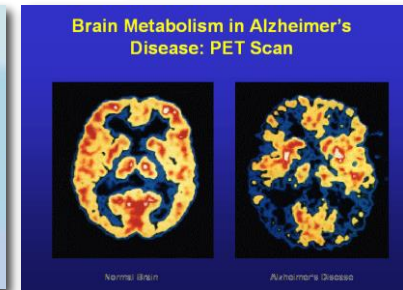 Brain Metabolism in Alzheimer's
Disease: PET Scan
Normal Brain
Alzheimer's Disease